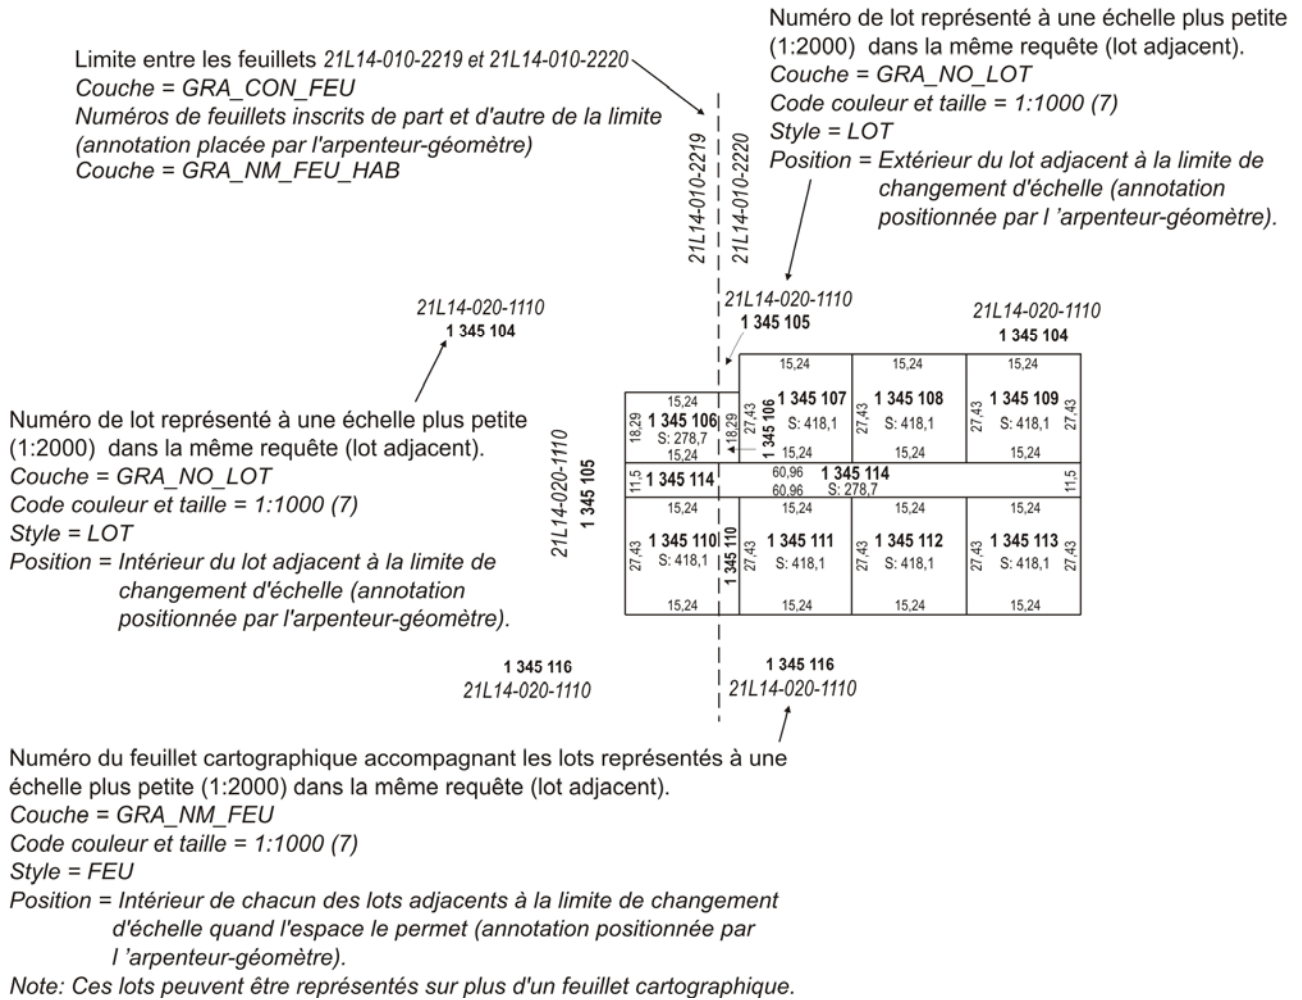 Limite entre les feuillets 21L14-010-2219 et 21L14-010-2220
Couche = GRA_CON_FEU
Numéros de feuillets inscrits de part et d'autre de la limite
(annotation placée par l'arpenteur-géomètre)
Couche = GRA_NM_FEU_HAB
Numéro de lot représenté à une échelle plus petite
(1:2000) dans la même requête (lot adjacent).
Couche = GRA_NO_LOT
Code couleur et taille = 1:1000 (7)
Style = LOT
Position = Extérieur du lot adjacent à la limite de
changement d'échelle (annotation
positionnée par l ’arpenteur-géomètre).
21L14-010-2219
21L14-010-2220
21L14-020-1110
1 345 104
21L14-020-1110
1 345 105
21L14-020-1110
1 345 104
Numéro de lot représenté à une échelle plus petite
(1:2000) dans la même requête (lot adjacent).
Couche = GRA_NO_LOT
Code couleur et taille = 1:1000 (7)
Style = LOT
Position = Intérieur du lot adjacent à la limite de
changement d'échelle (annotation
positionnée par l'arpenteur-géomètre).
21L14-020-1110
1 345 105
15,24
18,29
1 345 106
S: 278,7
15,24
18,29
1 345 106
15,24
27,43
1 345 107
S: 418,1
15,24
15,24
27,43
1 345 108
S: 418,1
15,24
15,24
27,43
1 345 109
S: 418,1
27,43
15,24
11,5
1 345 114
60,96
1 345 114
60,96
S: 278,7
11,5
15,24
27,43
1 345 110
S: 418,1
15,24
1 345 110
15,24
27,43
1 345 111
S: 418,1
15,24
15,24
27,43
1 345 112
S: 418,1
15,24
15,24
27,43
1 345 113
S: 418,1
27,43
15,24
1 345 116
21L14-020-1110
1 345 116
21L14-020-1110
Numéro du feuillet cartographique accompagnant les lots représentés à une
échelle plus petite (1:2000) dans la même requête (lot adjacent).
Couche = GRA_NM_FEU
Code couleur et taille = 1:1000 (7)
Style = FEU
Position = Intérieur de chacun des lots adjacents à la limite de changement
d'échelle quand l'espace le permet (annotation positionnée par
l ’arpenteur-géomètre).
Note: Ces lots peuvent être représentés sur plus d'un feuillet cartographique.